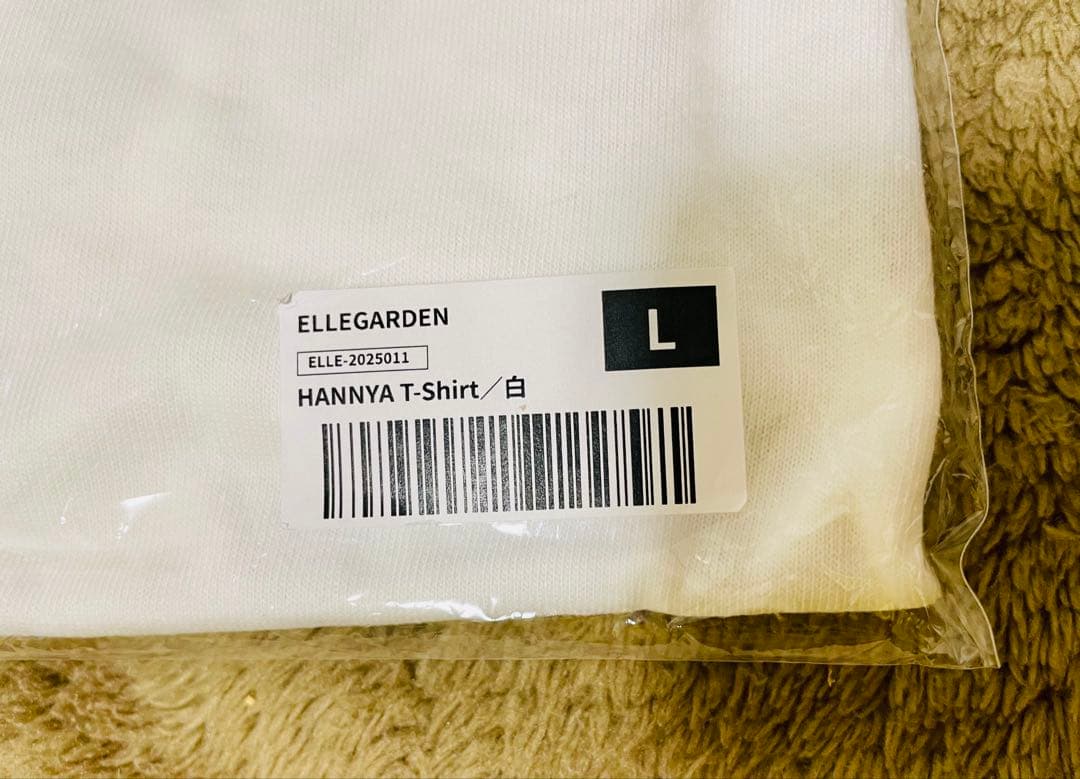 ELLEGARDEN
L
ELLE-2025011
HANNYA T-Shirt／白